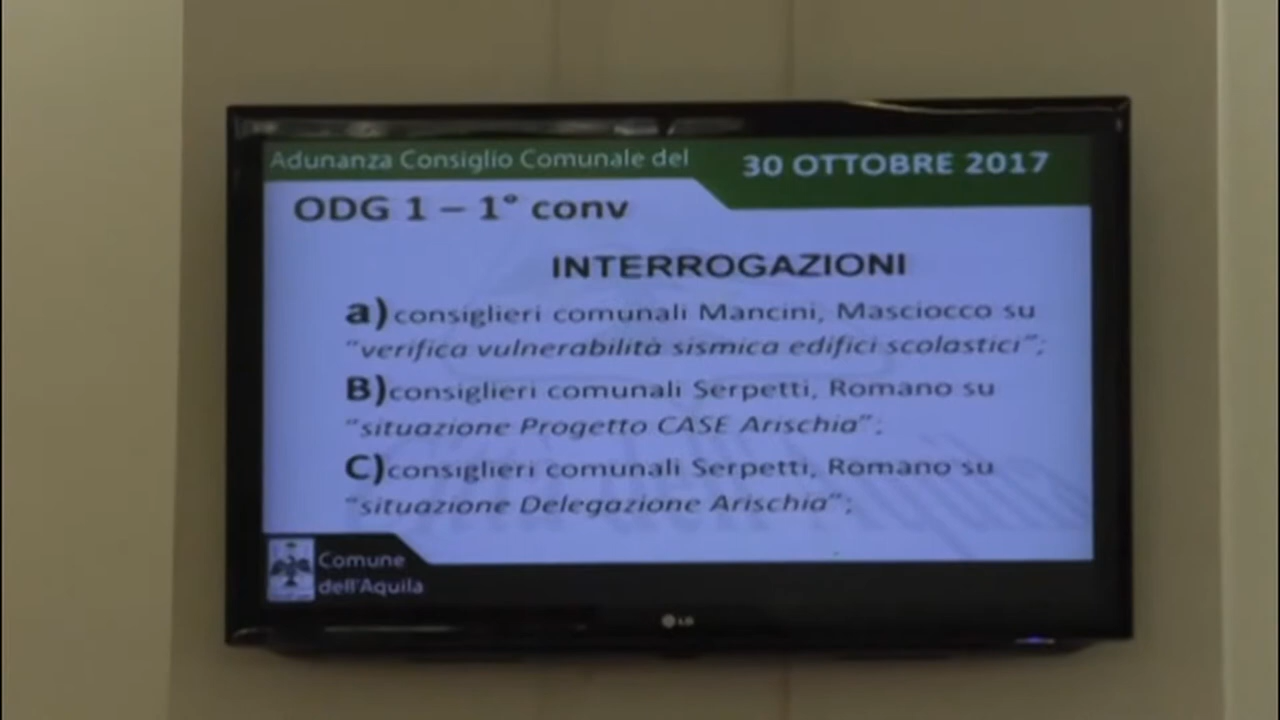 Adunanza Consiglio Comunale del
30 OTTOBRE 2017
ODG 1 – 1° conv
INTERROGAZIONI
a) consiglieri comunali Mancini, Masciocco su
“verifica vulnerabilità sismica edifici scolastici”;
B) consiglieri comunali Serpetti, Romano su
“situazione Progetto CASE Arischia”;
C) consiglieri comunali Serpetti, Romano su
“situazione Delegazione Arischia”;
Comune
dell'Aquila
LG